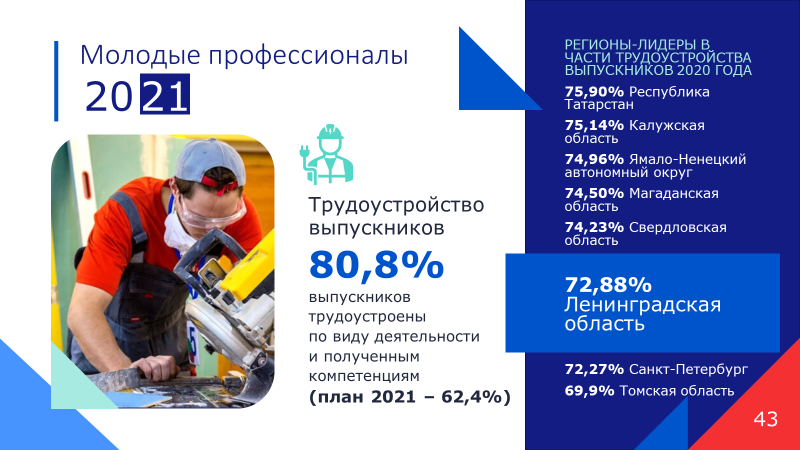 Молодые профессионалы
2021
Трудоустройство
выпускников
80,8%
выпускников
трудоустроены
по виду деятельности
и полученным
компетенциям
(план 2021 – 62,4%)
РЕГИОНЫ-ЛИДЕРЫ В
ЧАСТИ ТРУДОУСТРОЙСТВА
ВЫПУСКНИКОВ 2020 ГОДА
75,90% Республика
Татарстан
75,14% Калужская
область
74,96% Ямало-Ненецкий
автономный округ
74,50% Магаданская
область
74,23% Свердловская
область
72,88%
Ленинградская
область
72,27% Санкт-Петербург
69,9% Томская область
43